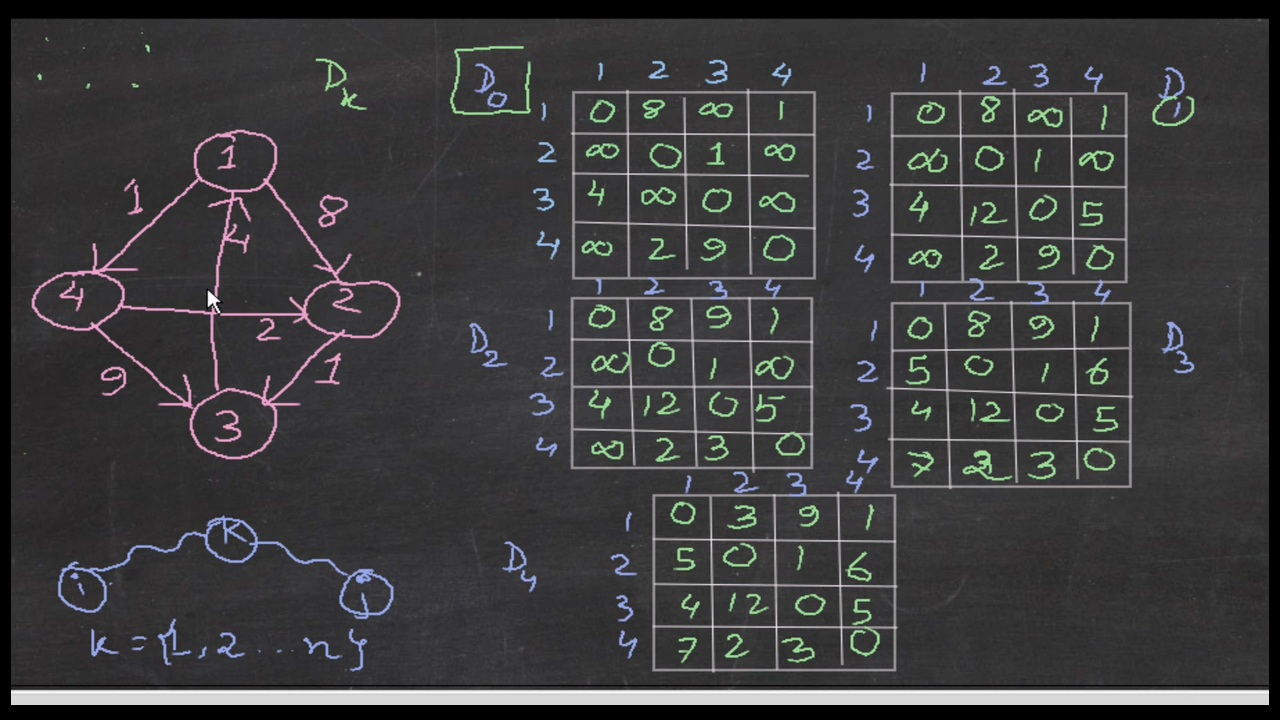 D k
1
1
8
4
4
2
2
9
1
3
i
k
j
k = {1, 2 ... n}
D 0
1 2 3 4
1 0 8 ∞ 1
2 ∞ 0 1 ∞
3 4 ∞ 0 ∞
4 ∞ 2 9 0
D 1
1 2 3 4
1 0 8 ∞ 1
2 ∞ 0 1 ∞
3 4 12 0 5
4 ∞ 2 9 0
D 2
1 2 3 4
1 0 8 9 1
2 ∞ 0 1 ∞
3 4 12 0 5
4 ∞ 2 3 0
D 3
1 2 3 4
1 0 8 9 1
2 5 0 1 6
3 4 12 0 5
4 7 2 3 0
D 4
1 2 3 4
1 0 3 9 1
2 5 0 1 6
3 4 12 0 5
4 7 2 3 0